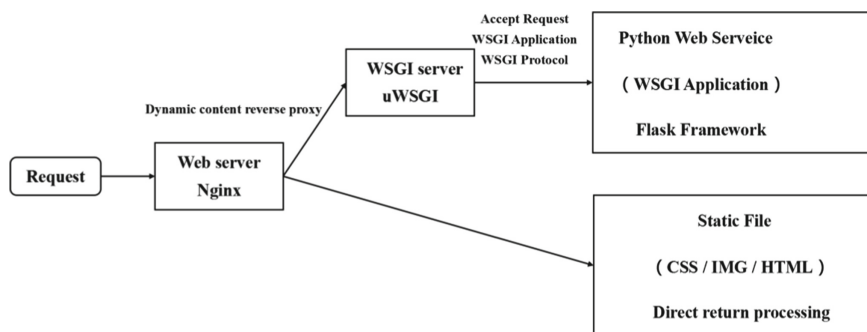 Accept Request
WSGI Application
WSGI Protocol
Python Web Serveice
( WSGI Application )
Flask Framework
WSGI server
uWSGI
Dynamic content reverse proxy
Request
Web server
Nginx
Static File
( CSS / IMG / HTML )
Direct return processing